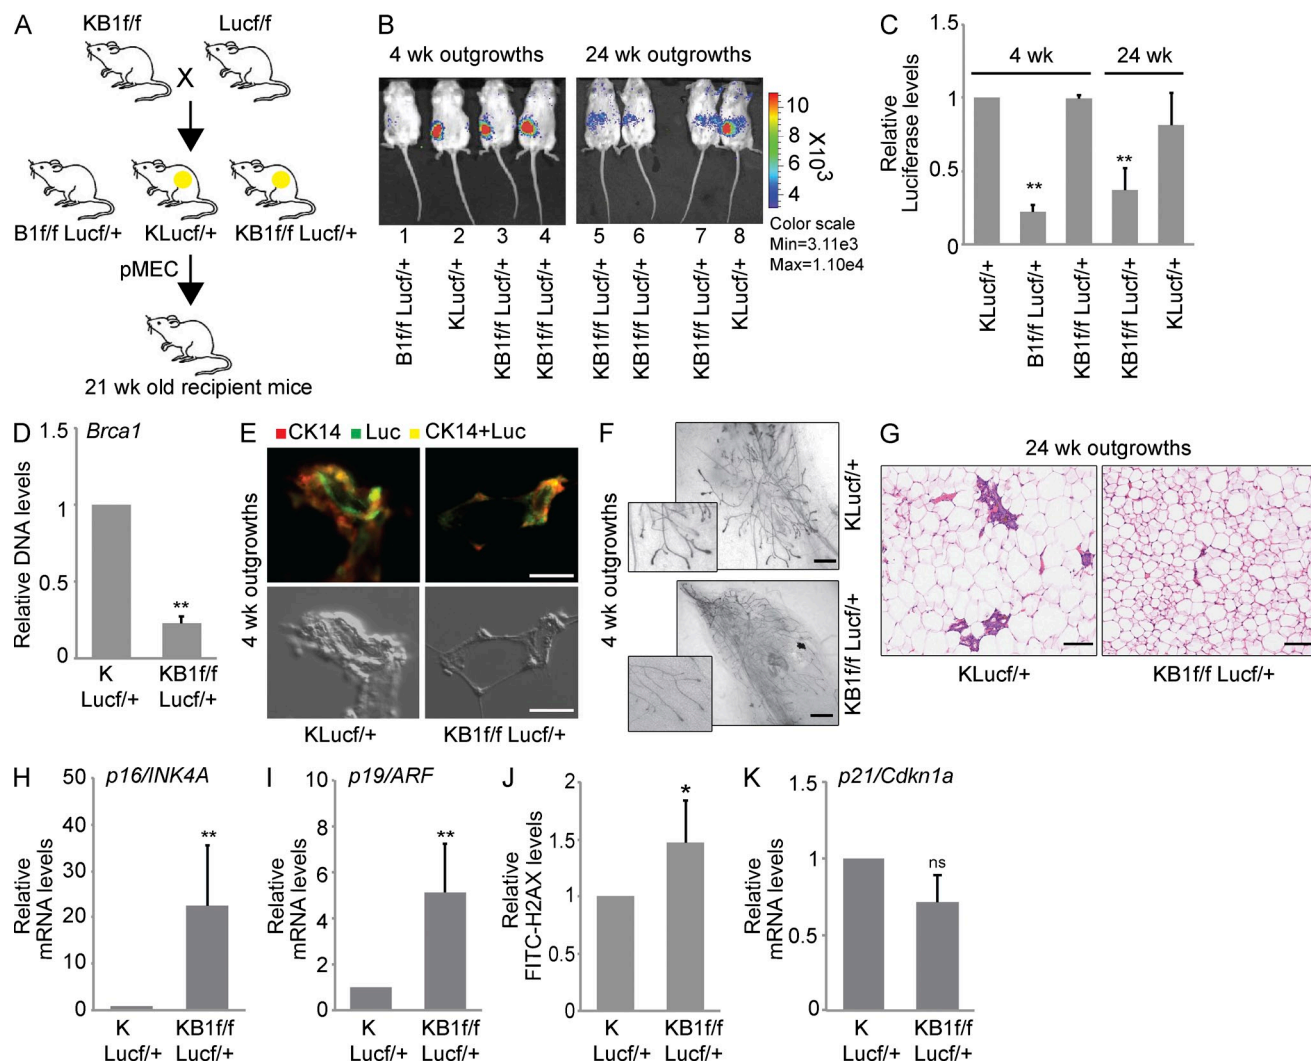 A
KB1f/f
Lucf/f
X
B1f/f Lucf/+
KLucf/+
KB1f/f Lucf/+
pMEC
21 wk old recipient mice
B
4 wk outgrowths
24 wk outgrowths
10
8
6
4
X10^3
Color scale
Min=3.11e3
Max=1.10e4
1
2
3
4
5
6
7
8
B1f/f Lucf/+
KLucf/+
KB1f/f Lucf/+
KB1f/f Lucf/+
KB1f/f Lucf/+
KB1f/f Lucf/+
KB1f/f Lucf/+
KLucf/+
C
Relative
Luciferase levels
1.5
1
0.5
0
4 wk
24 wk
**
**
KLucf/+
B1f/f Lucf/+
KB1f/f Lucf/+
KB1f/f Lucf/+
KLucf/+
D
Brca1
Relative DNA levels
1.5
1
0.5
0
**
K
Lucf/+
KB1f/f
Lucf/+
E
CK14
Luc
CK14+Luc
4 wk outgrowths
KLucf/+
KB1f/f Lucf/+
F
4 wk outgrowths
KLucf/+
KB1f/f Lucf/+
G
24 wk outgrowths
KLucf/+
KB1f/f Lucf/+
H
p16/INK4A
Relative
mRNA levels
50
40
30
20
10
0
**
K
Lucf/+
KB1f/f
Lucf/+
I
p19/ARF
Relative
mRNA levels
10
8
6
4
2
0
**
K
Lucf/+
KB1f/f
Lucf/+
J
Relative
FITC-H2AX levels
2
1.5
1
0.5
0
*
K
Lucf/+
KB1f/f
Lucf/+
K
p21/Cdkn1a
Relative
mRNA levels
1.5
1
0.5
0
ns
K
Lucf/+
KB1f/f
Lucf/+